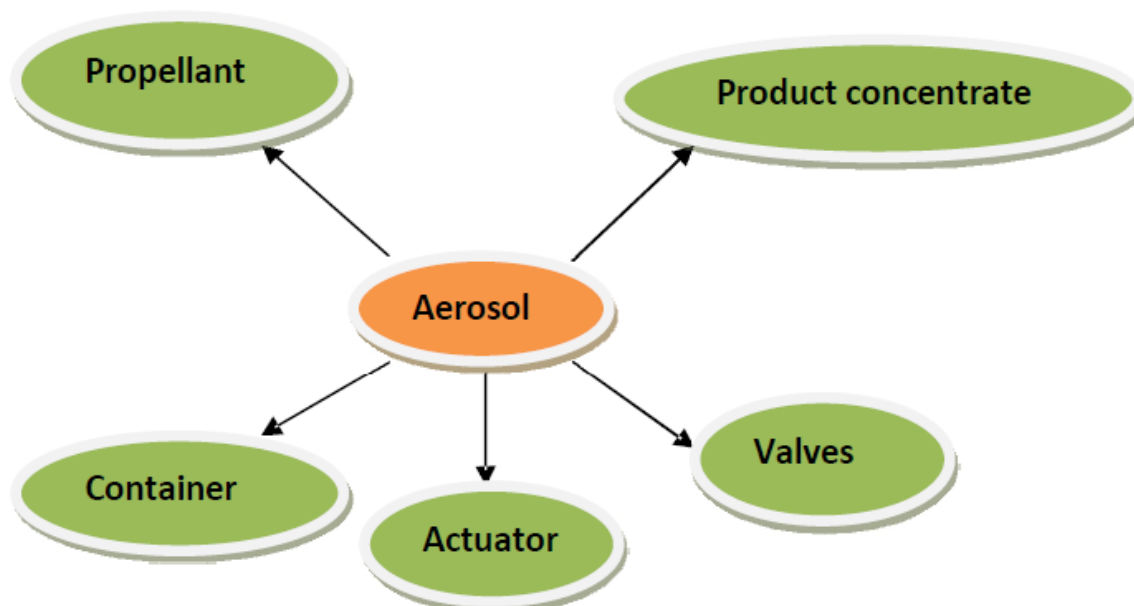 Propellant
Product concentrate
Aerosol
Container
Valves
Actuator